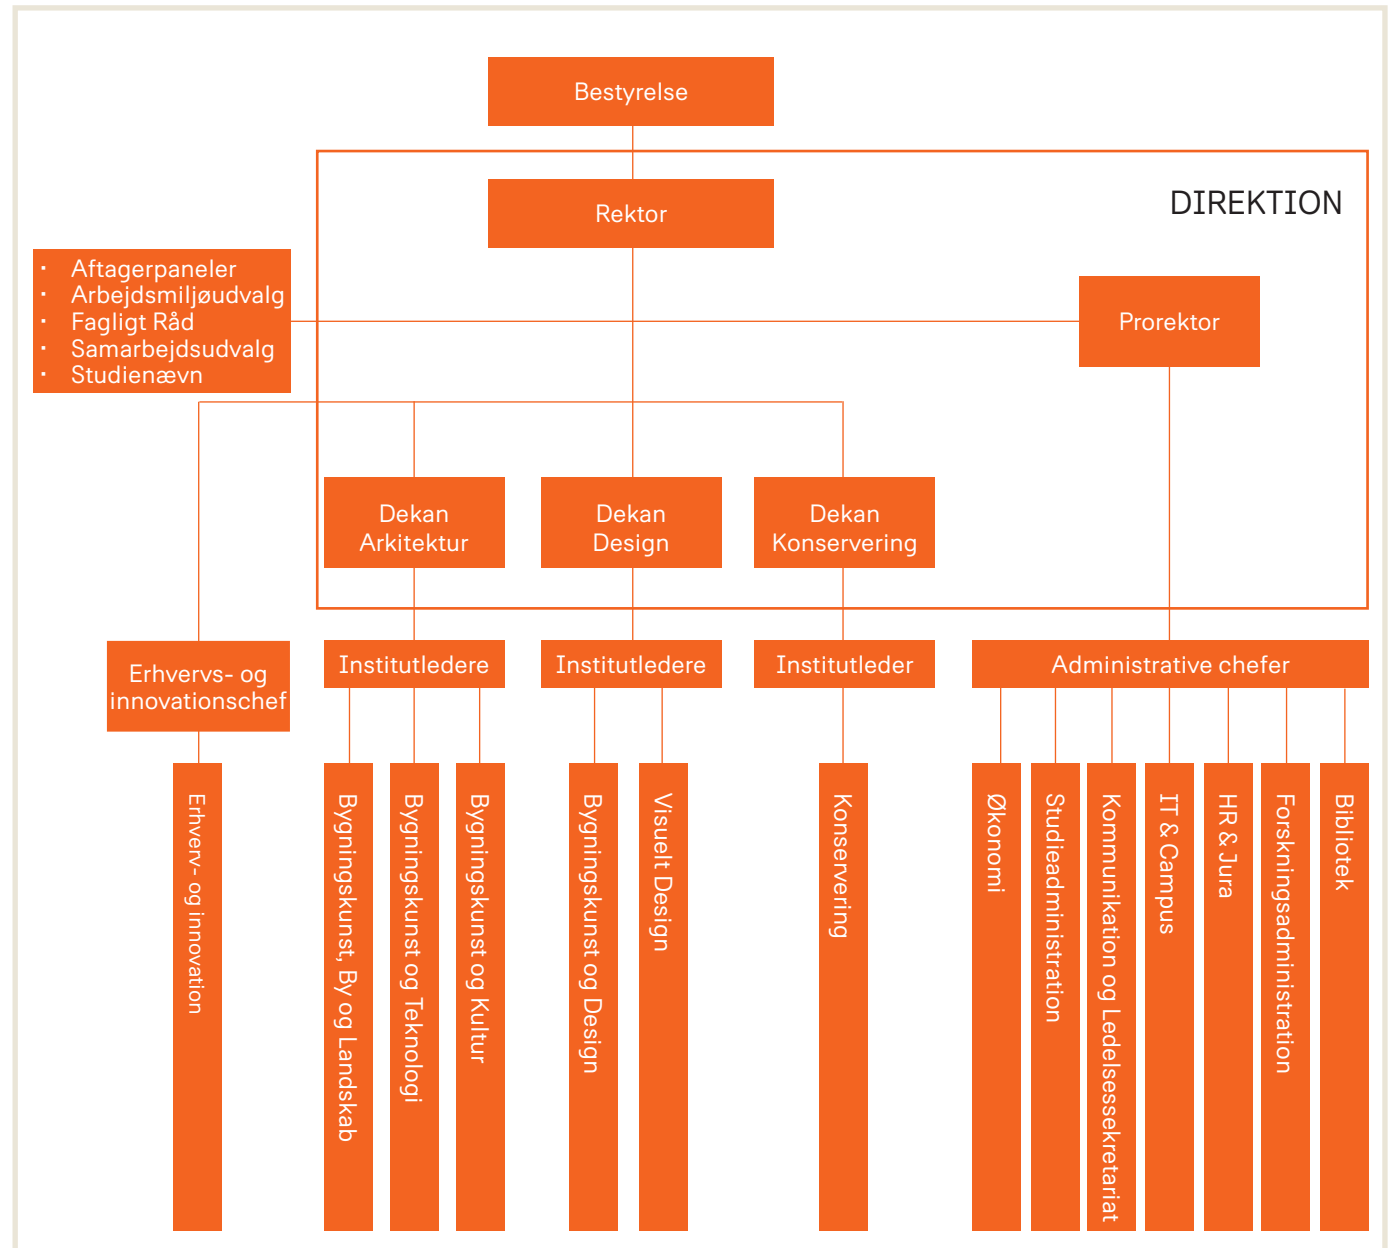 Bestyrelse
DIREKTION
Rektor
· Aftagerpaneler
· Arbejdsmiljøudvalg
· Fagligt Råd
· Samarbejdsudvalg
· Studienævn
Prorektor
Dekan
Arkitektur
Dekan
Design
Dekan
Konservering
Erhvervs- og
innovationschef
Institutledere
Institutledere
Institutleder
Administrative chefer
Erhverv- og innovation
Bygningskunst, By og Landskab
Bygningskunst og Teknologi
Bygningskunst og Kultur
Bygningskunst og Design
Visuelt Design
Konservering
Økonomi
Studieadministration
Kommunikation og Ledelsessekretariat
IT & Campus
HR & Jura
Forskningsadministration
Bibliotek